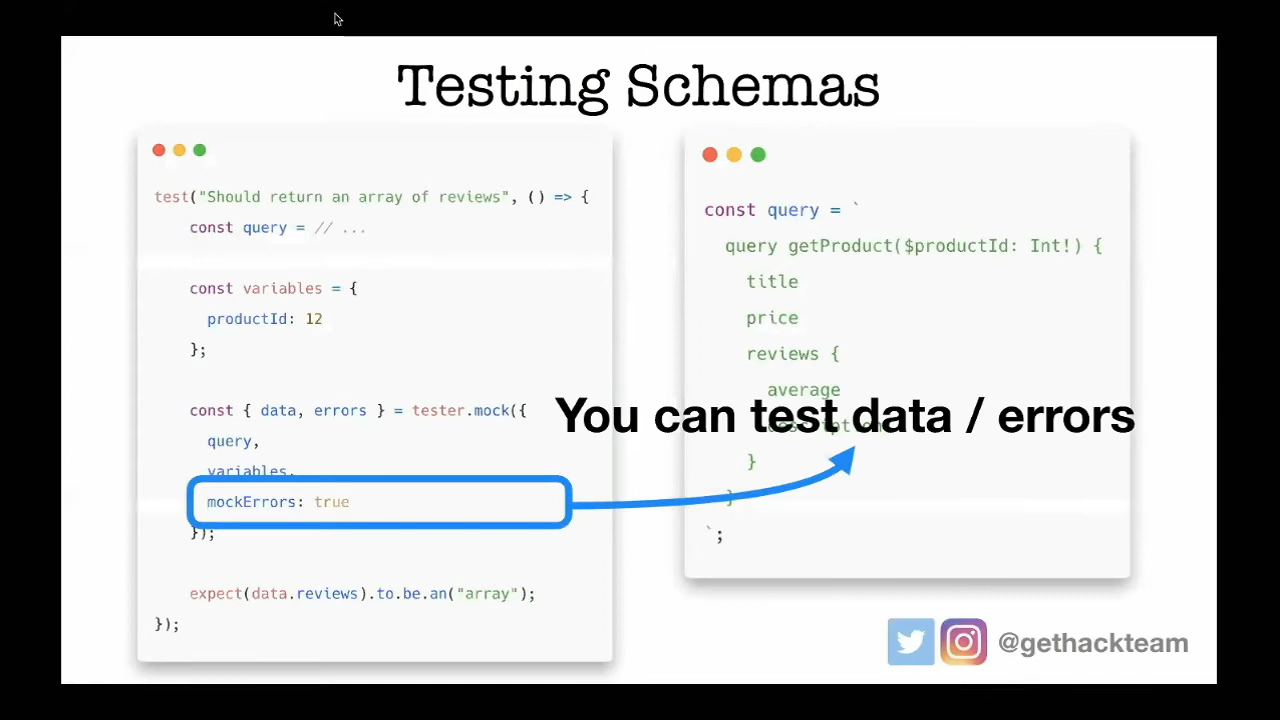 Testing Schemas
test("Should return an array of reviews", () => {
const query = // ...
const variables = {
productId: 12
};
const { data, errors } = tester.mock({
query,
variables,
mockErrors: true
});
expect(data.reviews).to.be.an("array");
});
const query = `
query getProduct($productId: Int!) {
title
price
reviews {
average
You can test data / errors
}
}
`;
@gethackteam